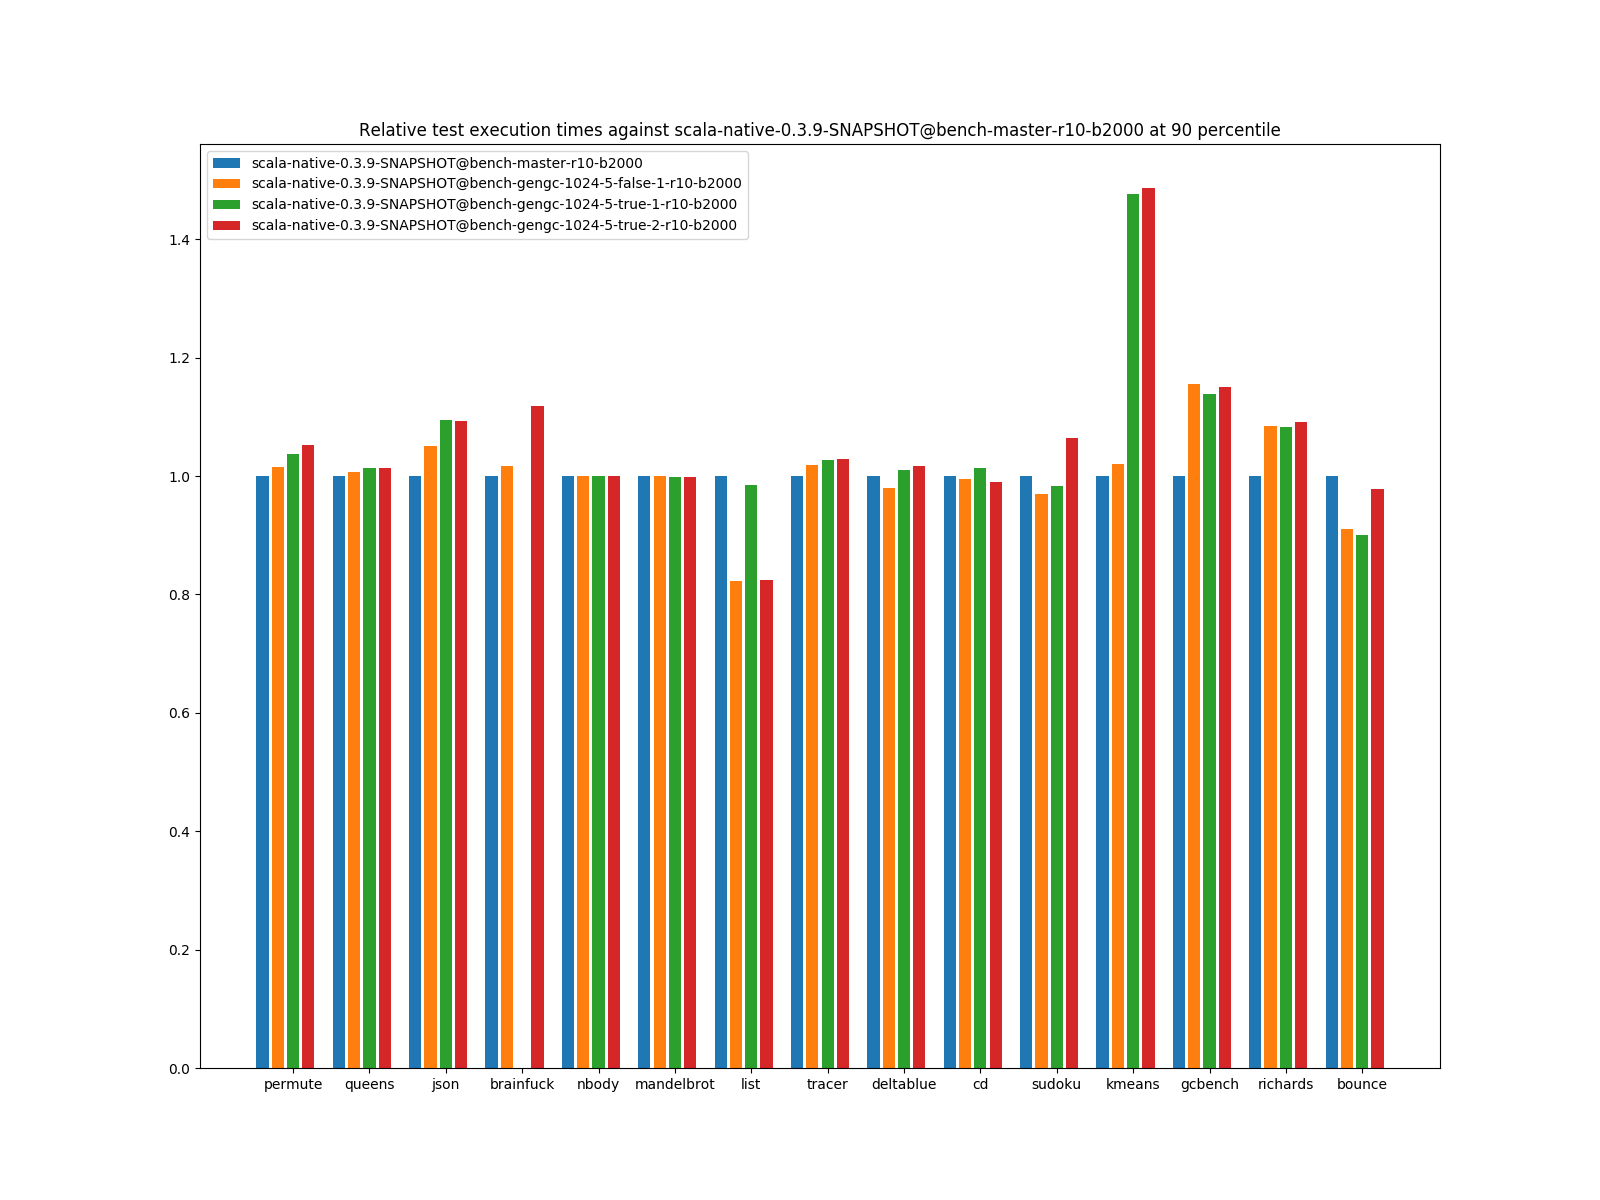 Relative test execution times against scala-native-0.3.9-SNAPSHOT@bench-master-r10-b2000 at 90 percentile
scala-native-0.3.9-SNAPSHOT@bench-master-r10-b2000
scala-native-0.3.9-SNAPSHOT@bench-gengc-1024-5-false-1-r10-b2000
scala-native-0.3.9-SNAPSHOT@bench-gengc-1024-5-true-1-r10-b2000
scala-native-0.3.9-SNAPSHOT@bench-gengc-1024-5-true-2-r10-b2000
1.4
1.2
1.0
0.8
0.6
0.4
0.2
0.0
permute queens json brainfuck nbody mandelbrot list tracer deltablue cd sudoku kmeans gcbench richards bounce